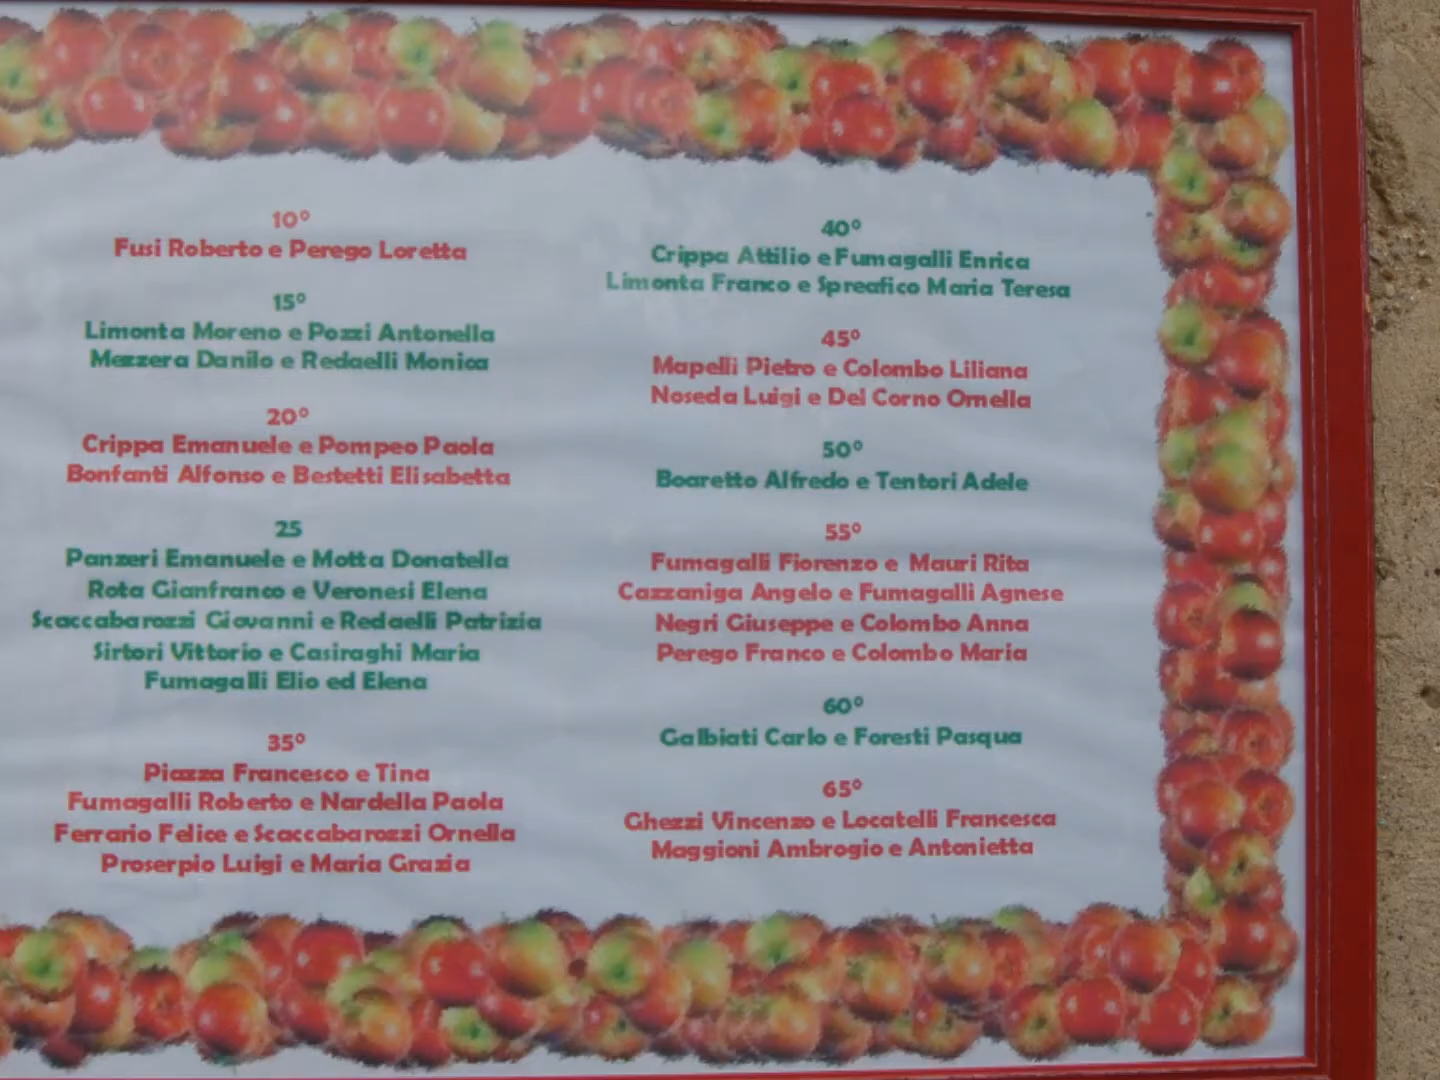 10°
Fusi Roberto e Perego Loretta
15°
Limonta Moreno e Pozzi Antonella
Mezzera Danilo e Redaelli Monica
20°
Crippa Emanuele e Pompeo Paola
Bonfanti Alfonso e Bestetti Elisabetta
25
Panzeri Emanuele e Motta Donatella
Rota Gianfranco e Veronesi Elena
Scaccabarozzi Giovanni e Redaelli Patrizia
Sirtori Vittorio e Casiraghi Maria
Fumagalli Elio ed Elena
35°
Piazza Francesco e Tina
Fumagalli Roberto e Nardella Paola
Ferrario Felice e Scaccabarozzi Ornella
Proserpio Luigi e Maria Grazia
40°
Crippa Attilio e Fumagalli Enrica
Limonta Franco e Spreafico Maria Teresa
45°
Mapelli Pietro e Colombo Liliana
Noseda Luigi e Del Corno Ornella
50°
Boaretto Alfredo e Tentori Adele
55°
Fumagalli Fiorenzo e Mauri Rita
Cazzaniga Angelo e Fumagalli Agnese
Negri Giuseppe e Colombo Anna
Perego Franco e Colombo Maria
60°
Galbiati Carlo e Foresti Pasqua
65°
Ghezzi Vincenzo e Locatelli Francesca
Maggioni Ambrogio e Antonietta